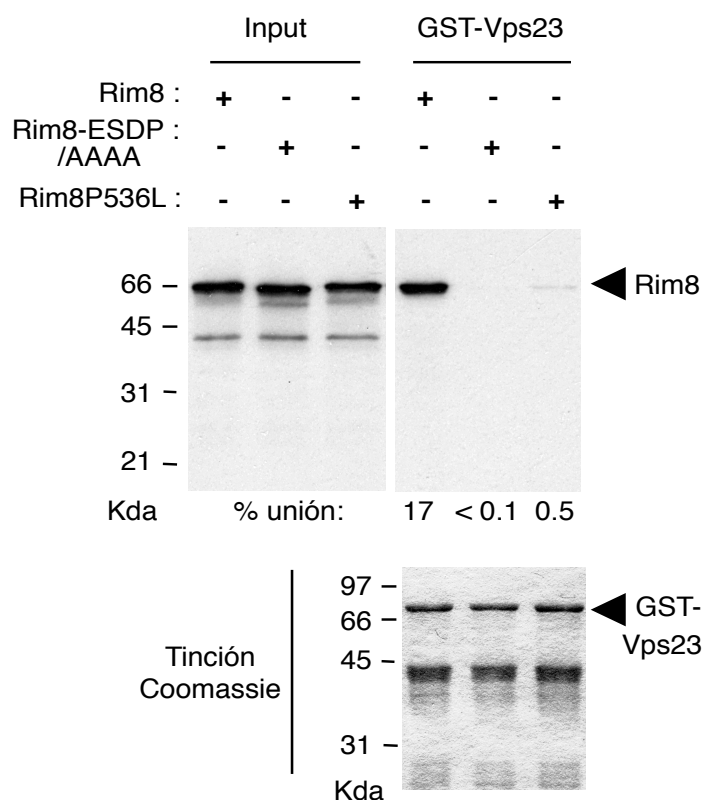 Input GST-Vps23
Rim8 : + - - + - -
Rim8-ESDP :
/AAAA - + - - + -
Rim8P536L : - - + - - +
66 –
Rim8
45 –
31 –
21 –
Kda % unión: 17 < 0.1 0.5
97 –
66 –
GST-
Vps23
45 –
Tinción
Coomassie
31 –
Kda